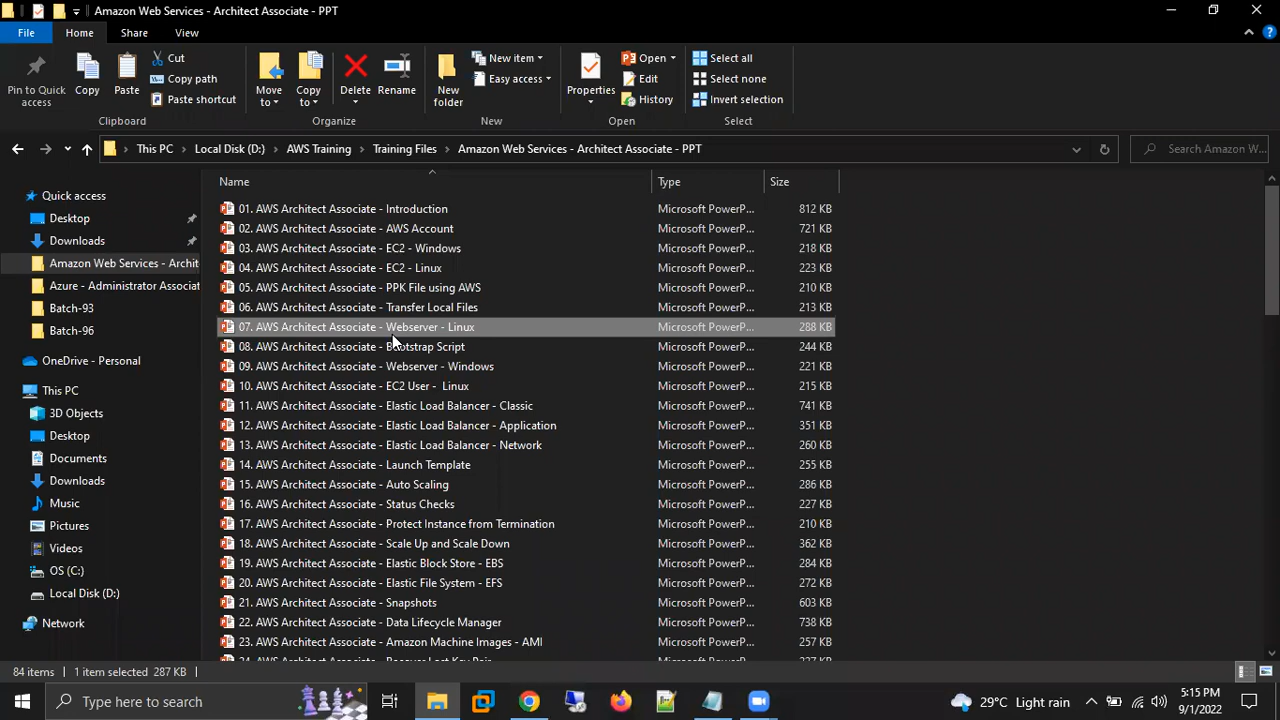 Amazon Web Services - Architect Associate - PPT
File Home Share View
Pin to Quick access
Copy
Paste
Cut
Copy path
Paste shortcut
Clipboard
Move to
Copy to
Delete
Rename
Organize
New folder
New item
Easy access
New
Properties
Open
Edit
History
Open
Select all
Select none
Invert selection
Select
This PC > Local Disk (D:) > AWS Training > Training Files > Amazon Web Services - Architect Associate - PPT
Search Amazon W...
Name Type Size
Quick access
Desktop
Downloads
Amazon Web Services - Archit
Azure - Administrator Associat
Batch-93
Batch-96
OneDrive - Personal
This PC
3D Objects
Desktop
Documents
Downloads
Music
Pictures
Videos
OS (C:)
Local Disk (D:)
Network
01. AWS Architect Associate - Introduction Microsoft PowerP... 812 KB
02. AWS Architect Associate - AWS Account Microsoft PowerP... 721 KB
03. AWS Architect Associate - EC2 - Windows Microsoft PowerP... 218 KB
04. AWS Architect Associate - EC2 - Linux Microsoft PowerP... 223 KB
05. AWS Architect Associate - PPK File using AWS Microsoft PowerP... 210 KB
06. AWS Architect Associate - Transfer Local Files Microsoft PowerP... 213 KB
07. AWS Architect Associate - Webserver - Linux Microsoft PowerP... 288 KB
08. AWS Architect Associate - Bootstrap Script Microsoft PowerP... 244 KB
09. AWS Architect Associate - Webserver - Windows Microsoft PowerP... 221 KB
10. AWS Architect Associate - EC2 User - Linux Microsoft PowerP... 215 KB
11. AWS Architect Associate - Elastic Load Balancer - Classic Microsoft PowerP... 741 KB
12. AWS Architect Associate - Elastic Load Balancer - Application Microsoft PowerP... 351 KB
13. AWS Architect Associate - Elastic Load Balancer - Network Microsoft PowerP... 260 KB
14. AWS Architect Associate - Launch Template Microsoft PowerP... 255 KB
15. AWS Architect Associate - Auto Scaling Microsoft PowerP... 286 KB
16. AWS Architect Associate - Status Checks Microsoft PowerP... 227 KB
17. AWS Architect Associate - Protect Instance from Termination Microsoft PowerP... 210 KB
18. AWS Architect Associate - Scale Up and Scale Down Microsoft PowerP... 362 KB
19. AWS Architect Associate - Elastic Block Store - EBS Microsoft PowerP... 284 KB
20. AWS Architect Associate - Elastic File System - EFS Microsoft PowerP... 272 KB
21. AWS Architect Associate - Snapshots Microsoft PowerP... 603 KB
22. AWS Architect Associate - Data Lifecycle Manager Microsoft PowerP... 738 KB
23. AWS Architect Associate - Amazon Machine Images - AMI Microsoft PowerP... 257 KB
84 items 1 item selected 287 KB
Type here to search
29°C Light rain
5:15 PM
9/1/2022